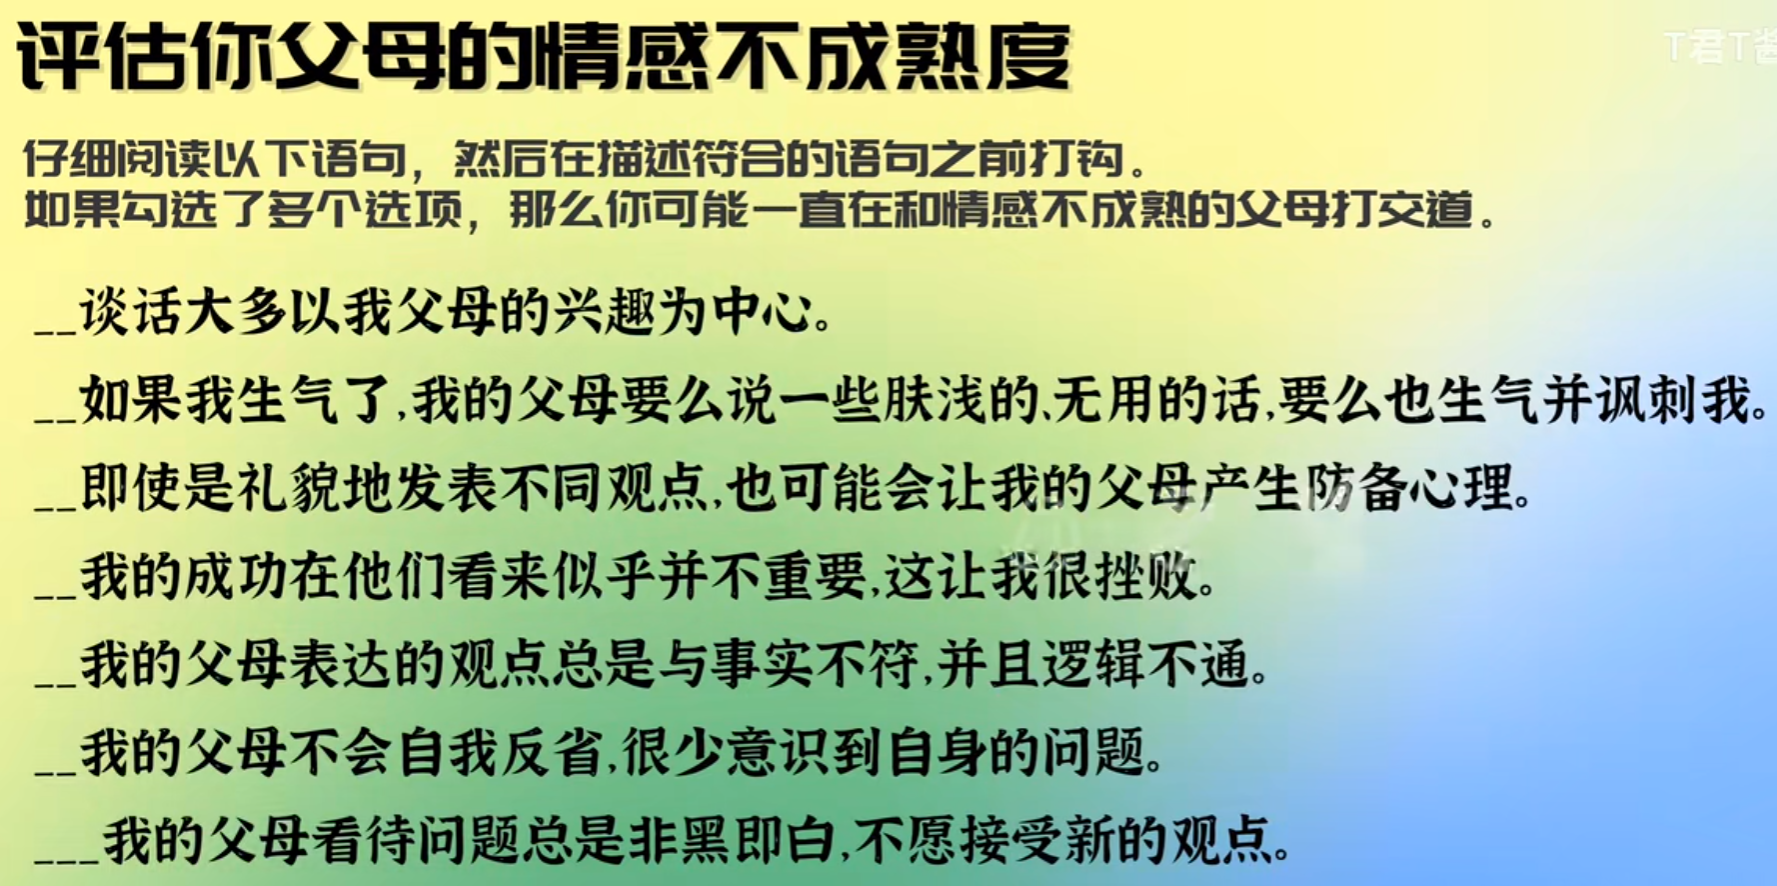 评估你父母的情感不成熟度
T君T酱
仔细阅读以下语句，然后在描述符合的语句之前打钩。
如果勾选了多个选项，那么你可能一直在和情感不成熟的父母打交道。
__谈话大多以我父母的兴趣为中心。
__如果我生气了,我的父母要么说一些肤浅的、无用的话,要么也生气并讽刺我。
__即使是礼貌地发表不同观点,也可能会让我的父母产生防备心理。
__我的成功在他们看来似乎并不重要,这让我很挫败。
__我的父母表达的观点总是与事实不符,并且逻辑不通。
__我的父母不会自我反省,很少意识到自身的问题。
___我的父母看待问题总是非黑即白,不愿接受新的观点。